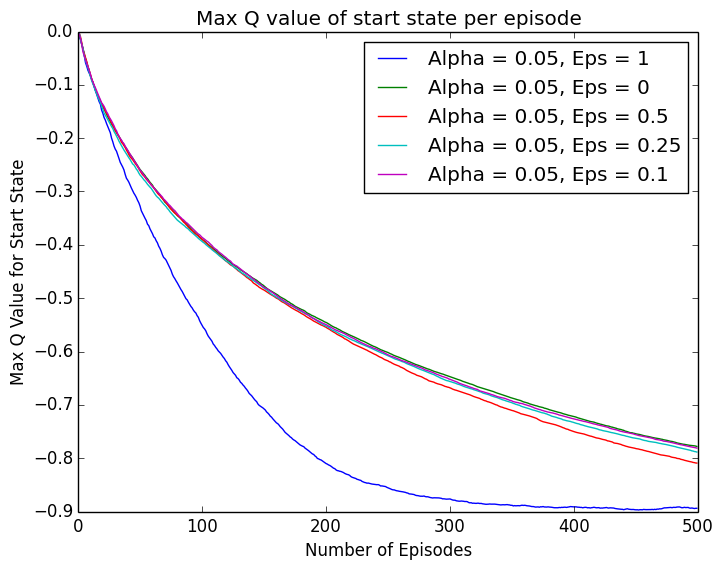 Max Q value of start state per episode
0.0
−0.1
−0.2
−0.3
−0.4
−0.5
−0.6
−0.7
−0.8
−0.9
Max Q Value for Start State
Alpha = 0.05, Eps = 1
Alpha = 0.05, Eps = 0
Alpha = 0.05, Eps = 0.5
Alpha = 0.05, Eps = 0.25
Alpha = 0.05, Eps = 0.1
0 100 200 300 400 500
Number of Episodes